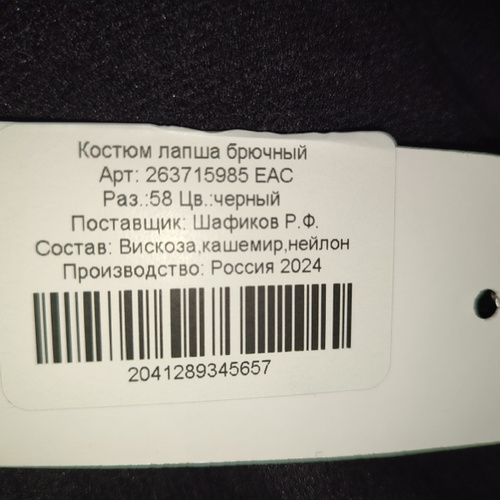 Костюм лапша брючный
Арт: 263715985 EAC
Раз.:58 Цв.:черный
Поставщик: Шафиков Р.Ф.
Состав: Вискоза,кашемир,нейлон
Производство: Россия 2024
2041289345657